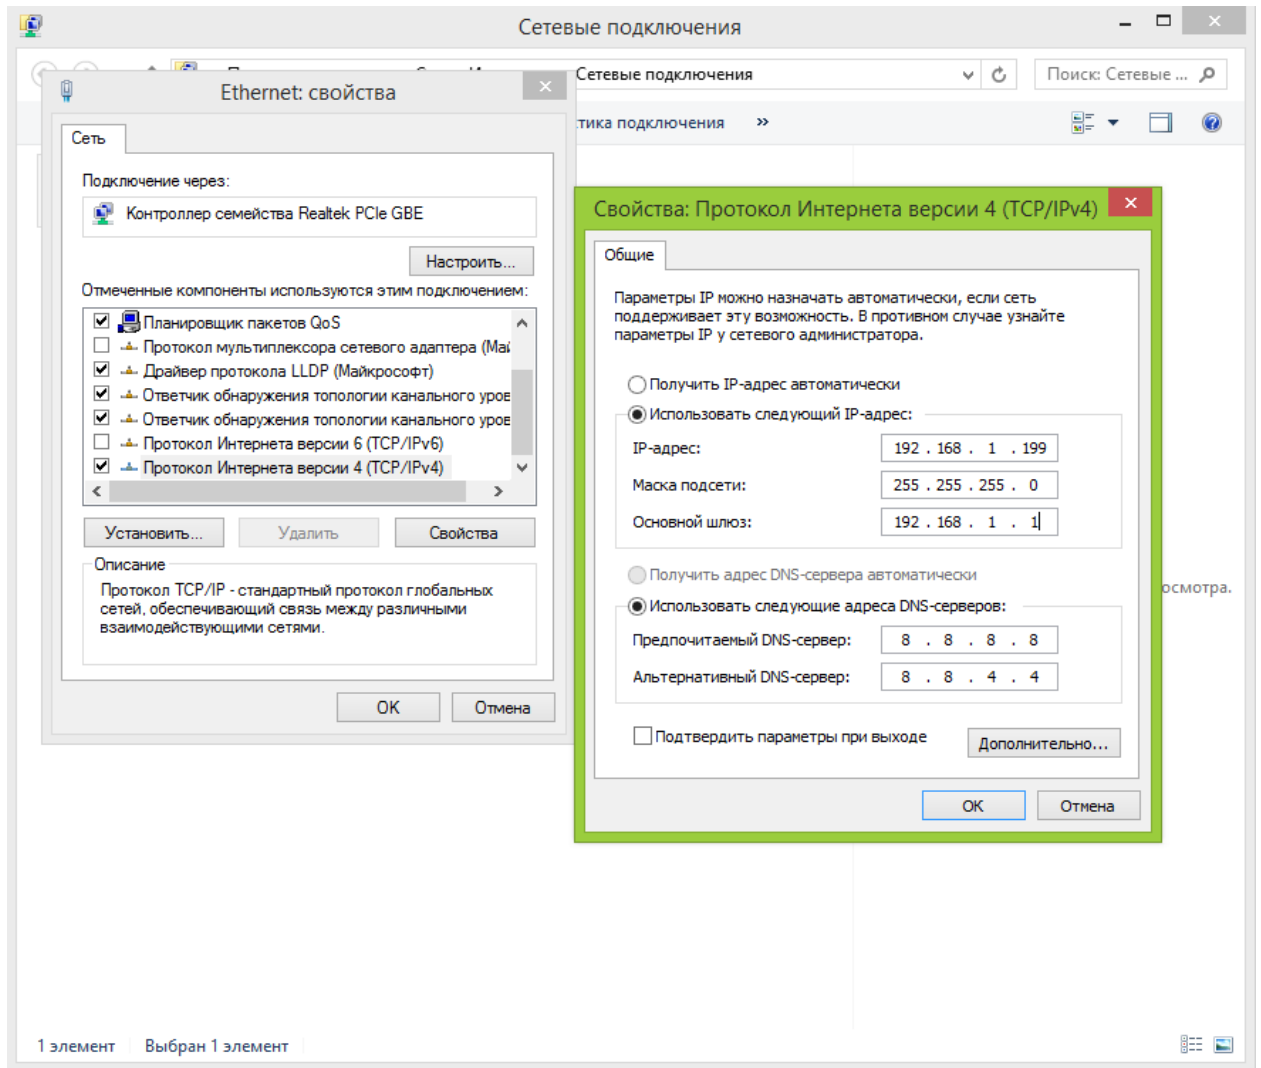 Сетевые подключения
Сетевые подключения
Поиск: Сетевые ...
подключения
Ethernet: свойства
Сеть
Подключение через:
Контроллер семейства Realtek PCIe GBE
Настроить...
Отмеченные компоненты используются этим подключением:
Планировщик пакетов QoS
Протокол мультиплексора сетевого адаптера (Май
Драйвер протокола LLDP (Майкрософт)
Ответчик обнаружения топологии канального уров
Ответчик обнаружения топологии канального уров
Протокол Интернета версии 6 (TCP/IPv6)
Протокол Интернета версии 4 (TCP/IPv4)
Установить... Удалить Свойства
Описание
Протокол TCP/IP - стандартный протокол глобальных
сетей, обеспечивающий связь между различными
взаимодействующими сетями.
OK Отмена
Свойства: Протокол Интернета версии 4 (TCP/IPv4)
Общие
Параметры IP можно назначать автоматически, если сеть
поддерживает эту возможность. В противном случае узнайте
параметры IP у сетевого администратора.
Получить IP-адрес автоматически
Использовать следующий IP-адрес:
IP-адрес: 192 . 168 . 1 . 199
Маска подсети: 255 . 255 . 255 . 0
Основной шлюз: 192 . 168 . 1 . 1
Получить адрес DNS-сервера автоматически
Использовать следующие адреса DNS-серверов:
Предпочитаемый DNS-сервер: 8 . 8 . 8 . 8
Альтернативный DNS-сервер: 8 . 8 . 4 . 4
Подтвердить параметры при выходе
Дополнительно...
OK Отмена
осмотра.
1 элемент Выбран 1 элемент